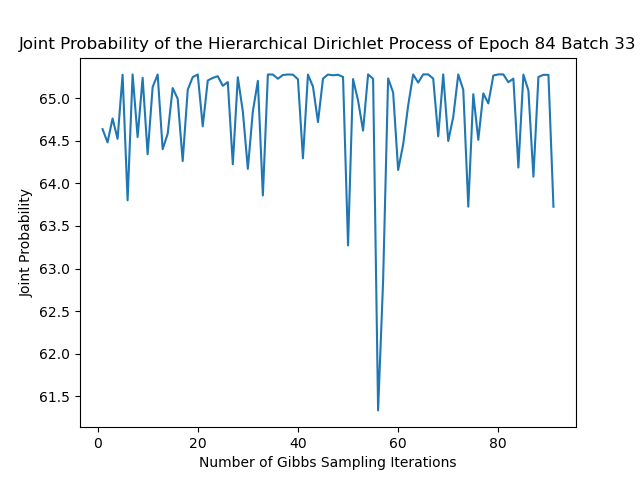 Joint Probability of the Hierarchical Dirichlet Process of Epoch 84 Batch 33
65.0
64.5
64.0
63.5
63.0
62.5
62.0
61.5
Joint Probability
0 20 40 60 80
Number of Gibbs Sampling Iterations